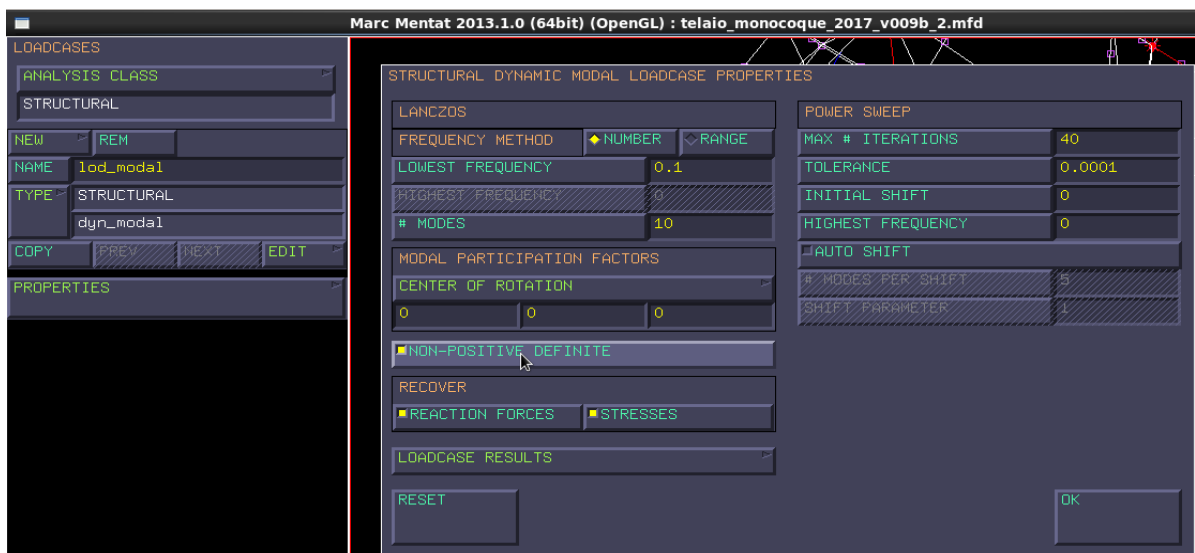 Marc Mentat 2013.1.0 (64bit) (OpenGL) : telaio_monocoque_2017_v009b_2.mfd
LOADCASES
ANALYSIS CLASS
STRUCTURAL
NEW REM
NAME lod_modal
TYPE STRUCTURAL
dyn_modal
COPY PREV NEXT EDIT
PROPERTIES
STRUCTURAL DYNAMIC MODAL LOADCASE PROPERTIES
LANCZOS
FREQUENCY METHOD NUMBER RANGE
LOWEST FREQUENCY 0.1
HIGHEST FREQUENCY 0
# MODES 10
MODAL PARTICIPATION FACTORS
CENTER OF ROTATION
0 0 0
NON-POSITIVE DEFINITE
RECOVER
REACTION FORCES STRESSES
LOADCASE RESULTS
RESET
POWER SWEEP
MAX # ITERATIONS 40
TOLERANCE 0.0001
INITIAL SHIFT 0
HIGHEST FREQUENCY 0
AUTO SHIFT
# MODES PER SHIFT 5
SHIFT PARAMETER 1
OK